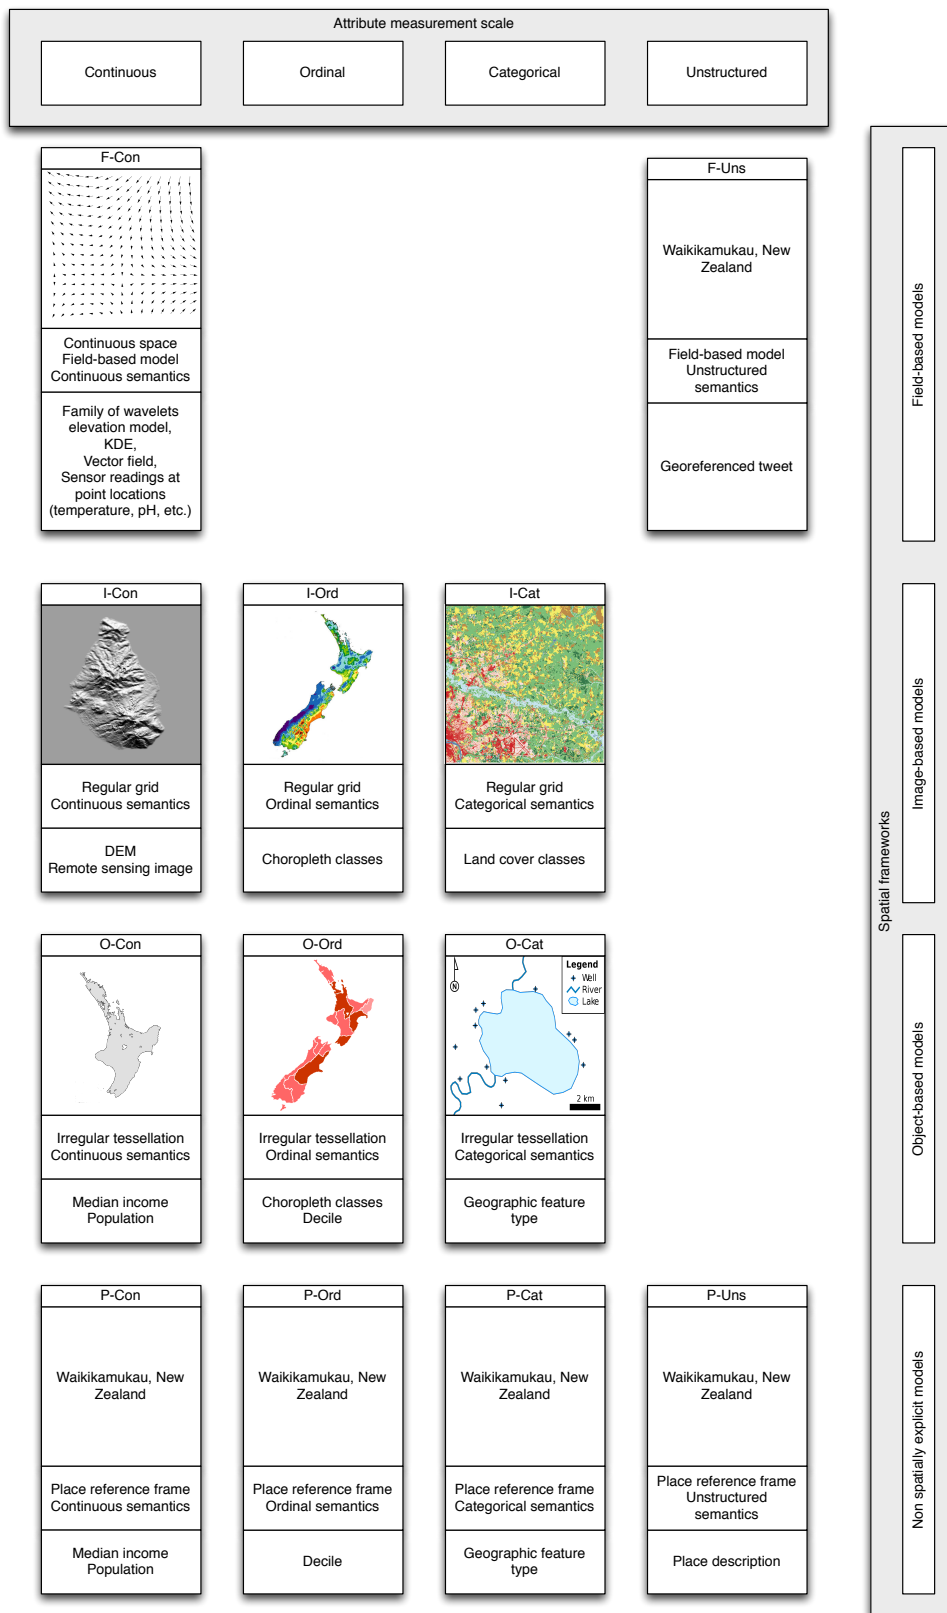 Attribute measurement scale
Continuous
Ordinal
Categorical
Unstructured
Spatial frameworks
Field-based models
F-Con
Continuous space
Field-based model
Continuous semantics
Family of wavelets
elevation model,
KDE,
Vector field,
Sensor readings at
point locations
(temperature, pH, etc.)
F-Uns
Waikikamukau, New
Zealand
Field-based model
Unstructured
semantics
Georeferenced tweet
Image-based models
I-Con
Regular grid
Continuous semantics
DEM
Remote sensing image
I-Ord
Regular grid
Ordinal semantics
Choropleth classes
I-Cat
Regular grid
Categorical semantics
Land cover classes
Object-based models
O-Con
Irregular tessellation
Continuous semantics
Median income
Population
O-Ord
Irregular tessellation
Ordinal semantics
Choropleth classes
Decile
O-Cat
N
Legend
Well
River
Lake
2 km
Irregular tessellation
Categorical semantics
Geographic feature
type
Non spatially explicit models
P-Con
Waikikamukau, New
Zealand
Place reference frame
Continuous semantics
Median income
Population
P-Ord
Waikikamukau, New
Zealand
Place reference frame
Ordinal semantics
Decile
P-Cat
Waikikamukau, New
Zealand
Place reference frame
Categorical semantics
Geographic feature
type
P-Uns
Waikikamukau, New
Zealand
Place reference frame
Unstructured
semantics
Place description